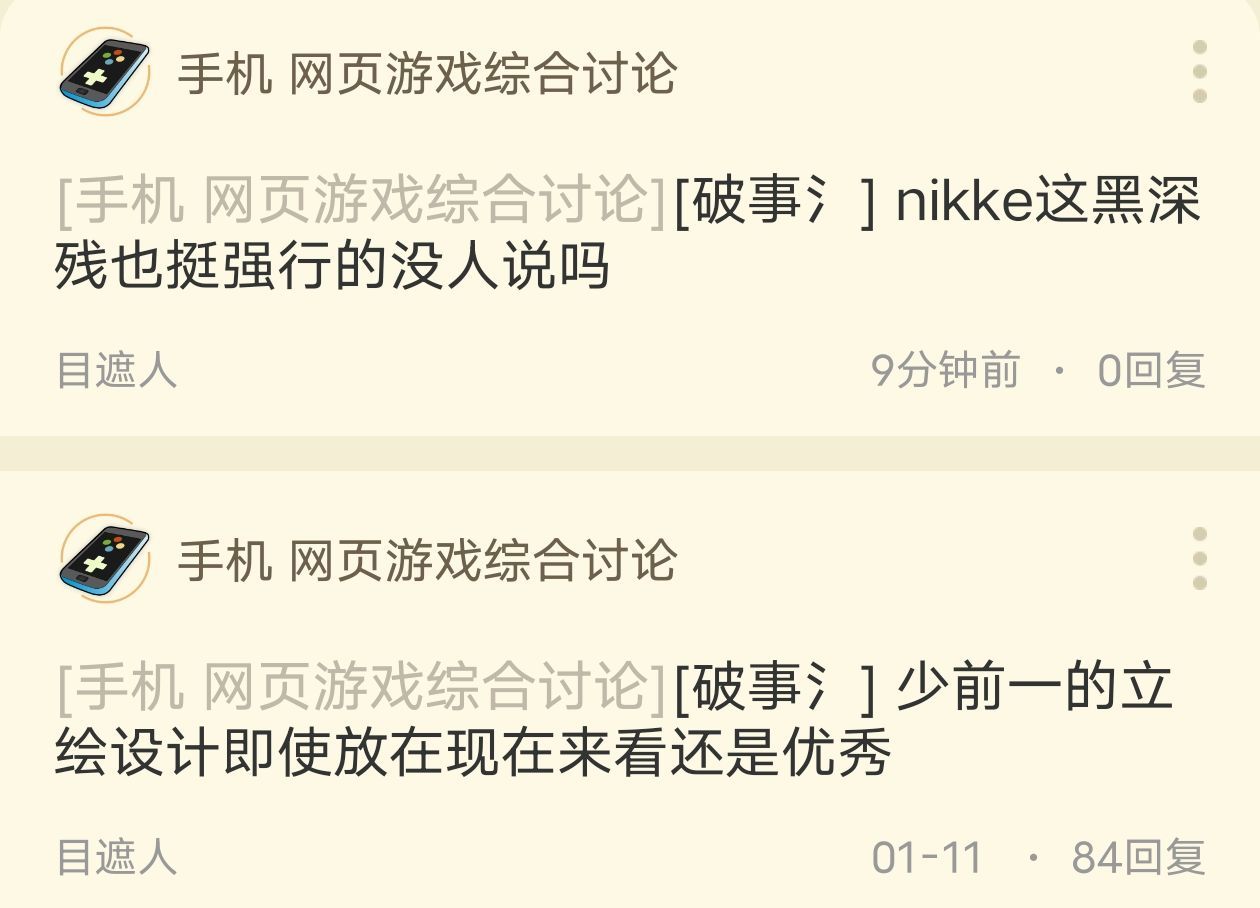 手机 网页游戏综合讨论
[手机 网页游戏综合讨论][破事氵] nikke这黑深
残也挺强行的没人说吗
目遮人 9分钟前 · 0回复
手机 网页游戏综合讨论
[手机 网页游戏综合讨论][破事氵] 少前一的立
绘设计即使放在现在来看还是优秀
目遮人 01-11 · 84回复